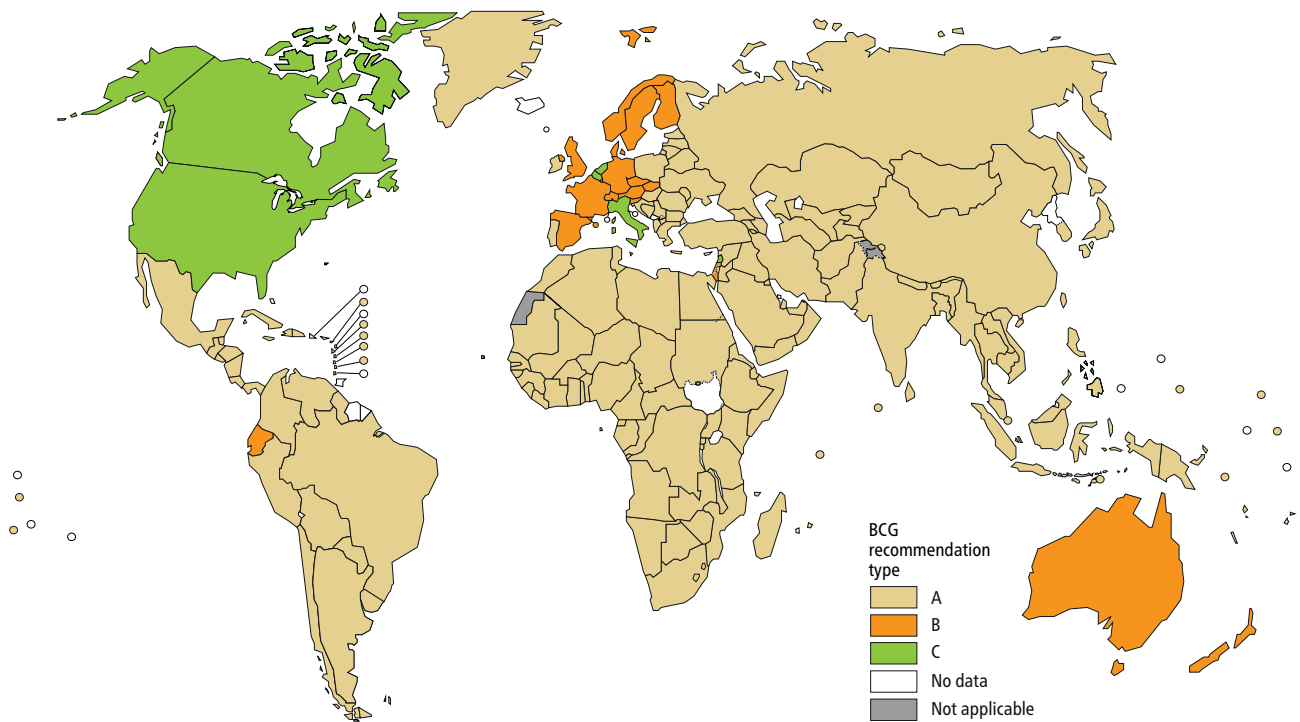 BCG
recommendation
type
A
B
C
No data
Not applicable